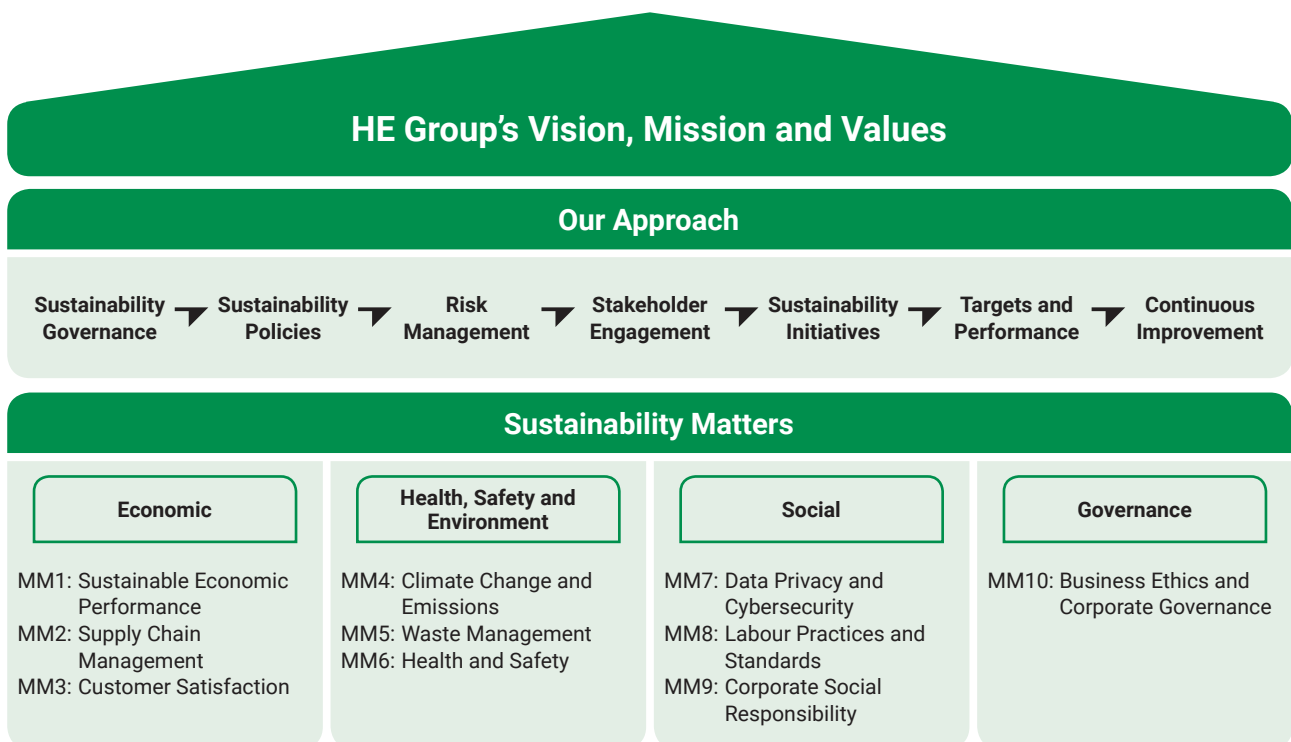 HE Group’s Vision, Mission and Values
Our Approach
Sustainability
Governance
Sustainability
Policies
Risk
Management
Stakeholder
Engagement
Sustainability
Initiatives
Targets and
Performance
Continuous
Improvement
Sustainability Matters
Economic
MM1: Sustainable Economic
Performance
MM2: Supply Chain
Management
MM3: Customer Satisfaction
Health, Safety and
Environment
MM4: Climate Change and
Emissions
MM5: Waste Management
MM6: Health and Safety
Social
MM7: Data Privacy and
Cybersecurity
MM8: Labour Practices and
Standards
MM9: Corporate Social
Responsibility
Governance
MM10: Business Ethics and
Corporate Governance